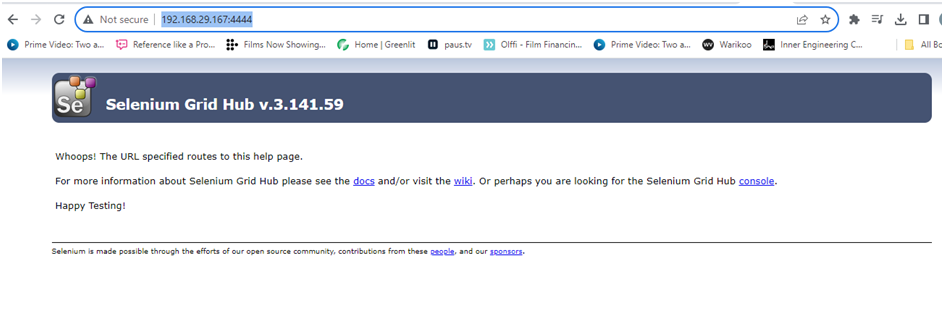 Not secure 192.168.29.167:4444
Prime Video: Two a... Reference like a Pro... Films Now Showing... Home | Greenlit paus.tv Olffi - Film Financin... Prime Video: Two a... Warikoo Inner Engineering C... All Bo
Se Selenium Grid Hub v.3.141.59
Whoops! The URL specified routes to this help page.
For more information about Selenium Grid Hub please see the docs and/or visit the wiki. Or perhaps you are looking for the Selenium Grid Hub console.
Happy Testing!
Selenium is made possible through the efforts of our open source community, contributions from these people, and our sponsors.